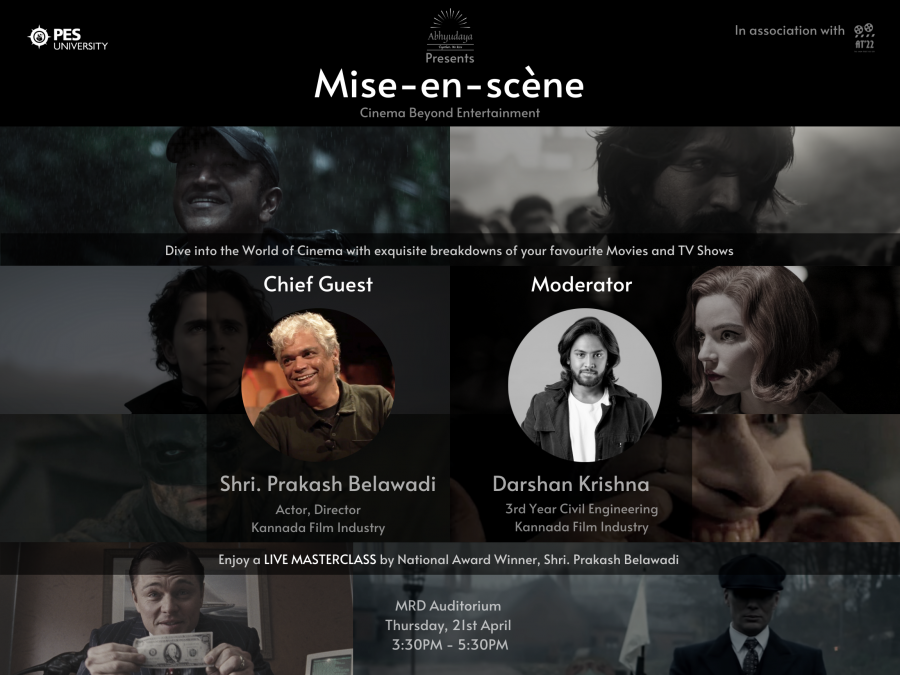 PES
UNIVERSITY
Abhyudaya
Together, We Rise
Presents
In association with
AT'22
Mise-en-scène
Cinema Beyond Entertainment
Dive into the World of Cinema with exquisite breakdowns of your favourite Movies and TV Shows
Chief Guest
Moderator
Shri. Prakash Belawadi
Actor, Director
Kannada Film Industry
Darshan Krishna
3rd Year Civil Engineering
Kannada Film Industry
Enjoy a LIVE MASTERCLASS by National Award Winner, Shri. Prakash Belawadi
MRD Auditorium
Thursday, 21st April
3:30PM - 5:30PM